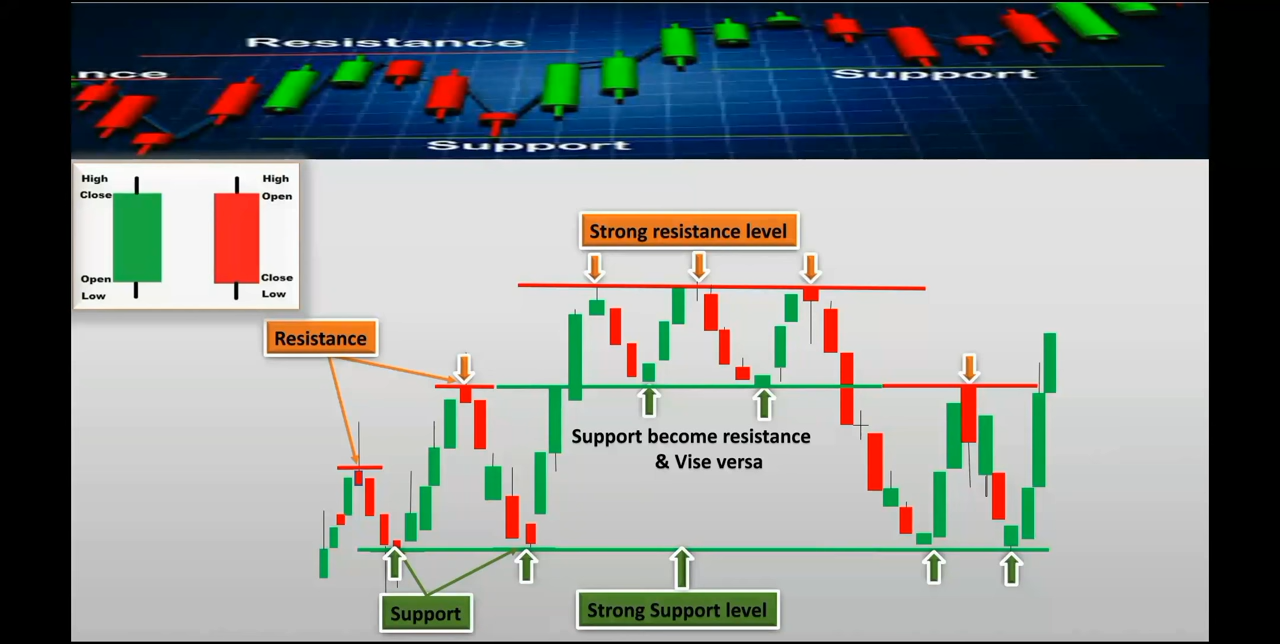 Resistance
nce
Support
Support
High
High
Close
Open
Open
Close
Low
Low
Strong resistance level
Resistance
Support become resistance
& Vise versa
Support
Strong Support level